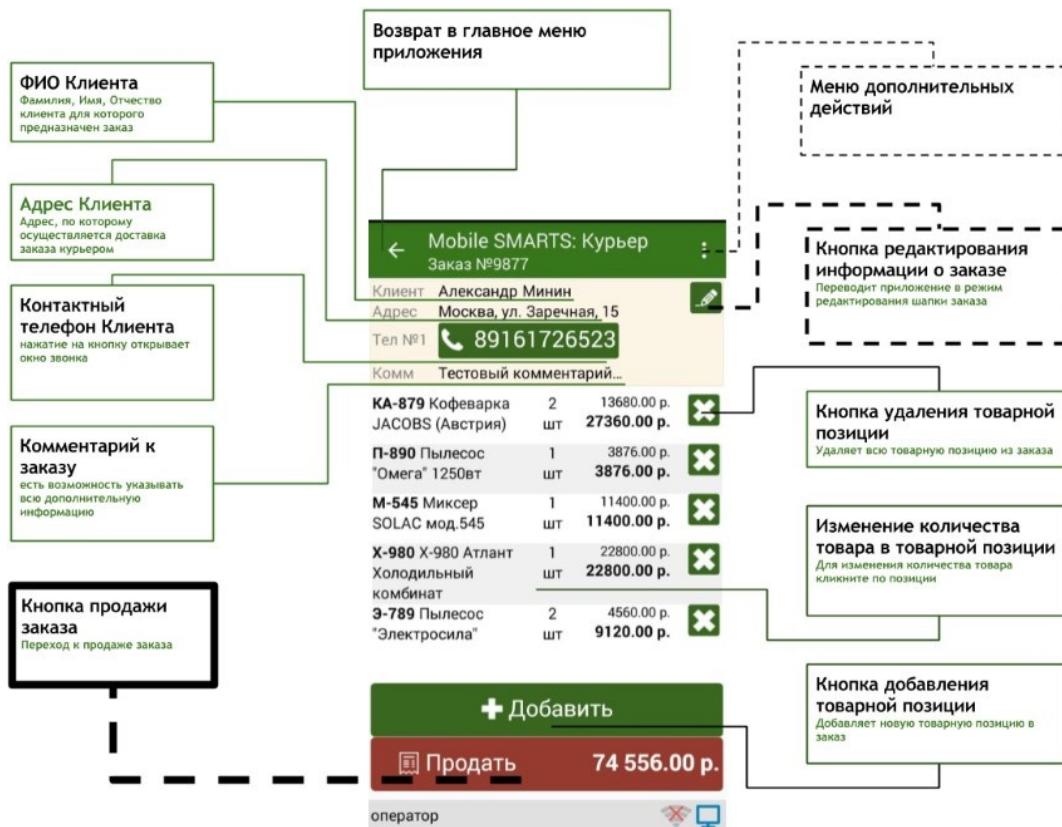 Возврат в главное меню
приложения
ФИО Клиента
Фамилия, Имя, Отчество
клиента для которого
предназначен заказ
Адрес Клиента
Адрес, по которому
осуществляется доставка
заказа курьером
Контактный
телефон Клиента
нажатие на кнопку открывает
окно звонка
Комментарий к
заказу
есть возможность указывать
всю дополнительную
информацию
Кнопка продажи
заказа
Переход к продаже заказа
Mobile SMARTS: Курьер
Заказ №9877
Клиент Александр Минин
Адрес Москва, ул. Заречная, 15
Тел №1 89161726523
Комм Тестовый комментарий...
КА-879 Кофеварка 2 13680.00 р.
JACOBS (Австрия) шт 27360.00 р.
П-890 Пылесос 1 3876.00 р.
"Омега" 1250вт шт 3876.00 р.
М-545 Миксер 1 11400.00 р.
SOLAC мод.545 шт 11400.00 р.
Х-980 Х-980 Атлант 1 22800.00 р.
Холодильный шт 22800.00 р.
комбинат
Э-789 Пылесос 2 4560.00 р.
"Электросила" шт 9120.00 р.
Добавить
Продать 74 556.00 р.
оператор
Меню дополнительных
действий
Кнопка редактирования
информации о заказе
Переводит приложение в режим
редактирования шапки заказа
Кнопка удаления товарной
позиции
Удаляет всю товарную позицию из заказа
Изменение количества
товара в товарной позиции
Для изменения количества товара
кликните по позиции
Кнопка добавления
товарной позиции
Добавляет новую товарную позицию в
заказ